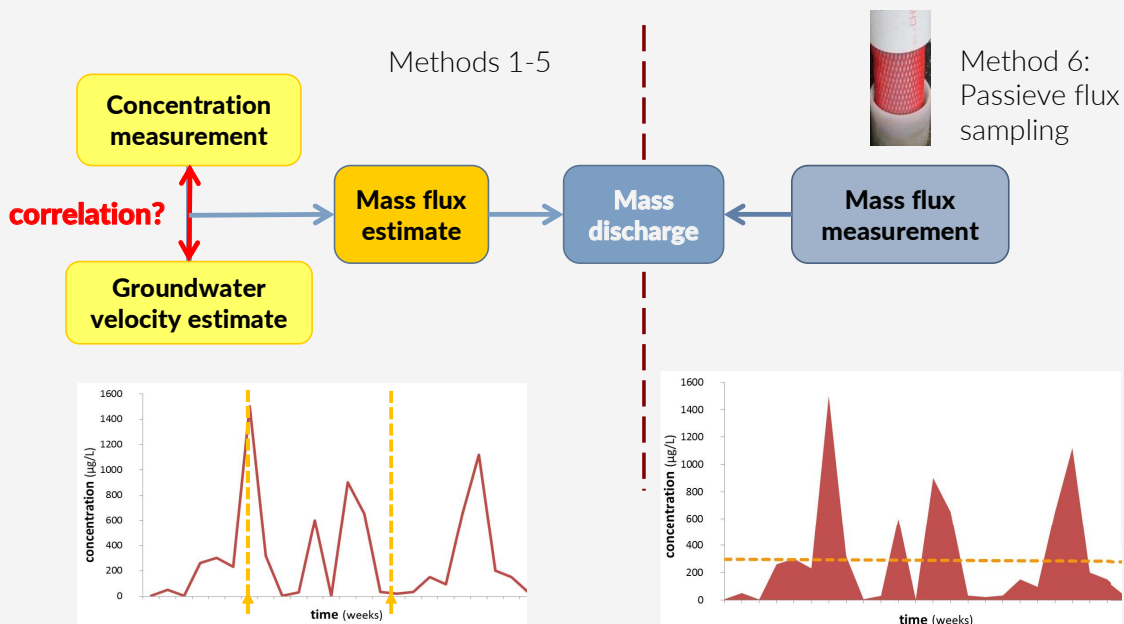 Methods 1-5
Method 6:
Passieve flux
sampling
Concentration
measurement
correlation?
Groundwater
velocity estimate
Mass flux
estimate
Mass
discharge
Mass flux
measurement
concentration (µg/L)
1600
1400
1200
1000
800
600
400
200
0
time (weeks)
concentration (µg/L)
1600
1400
1200
1000
800
600
400
200
0
time (weeks)